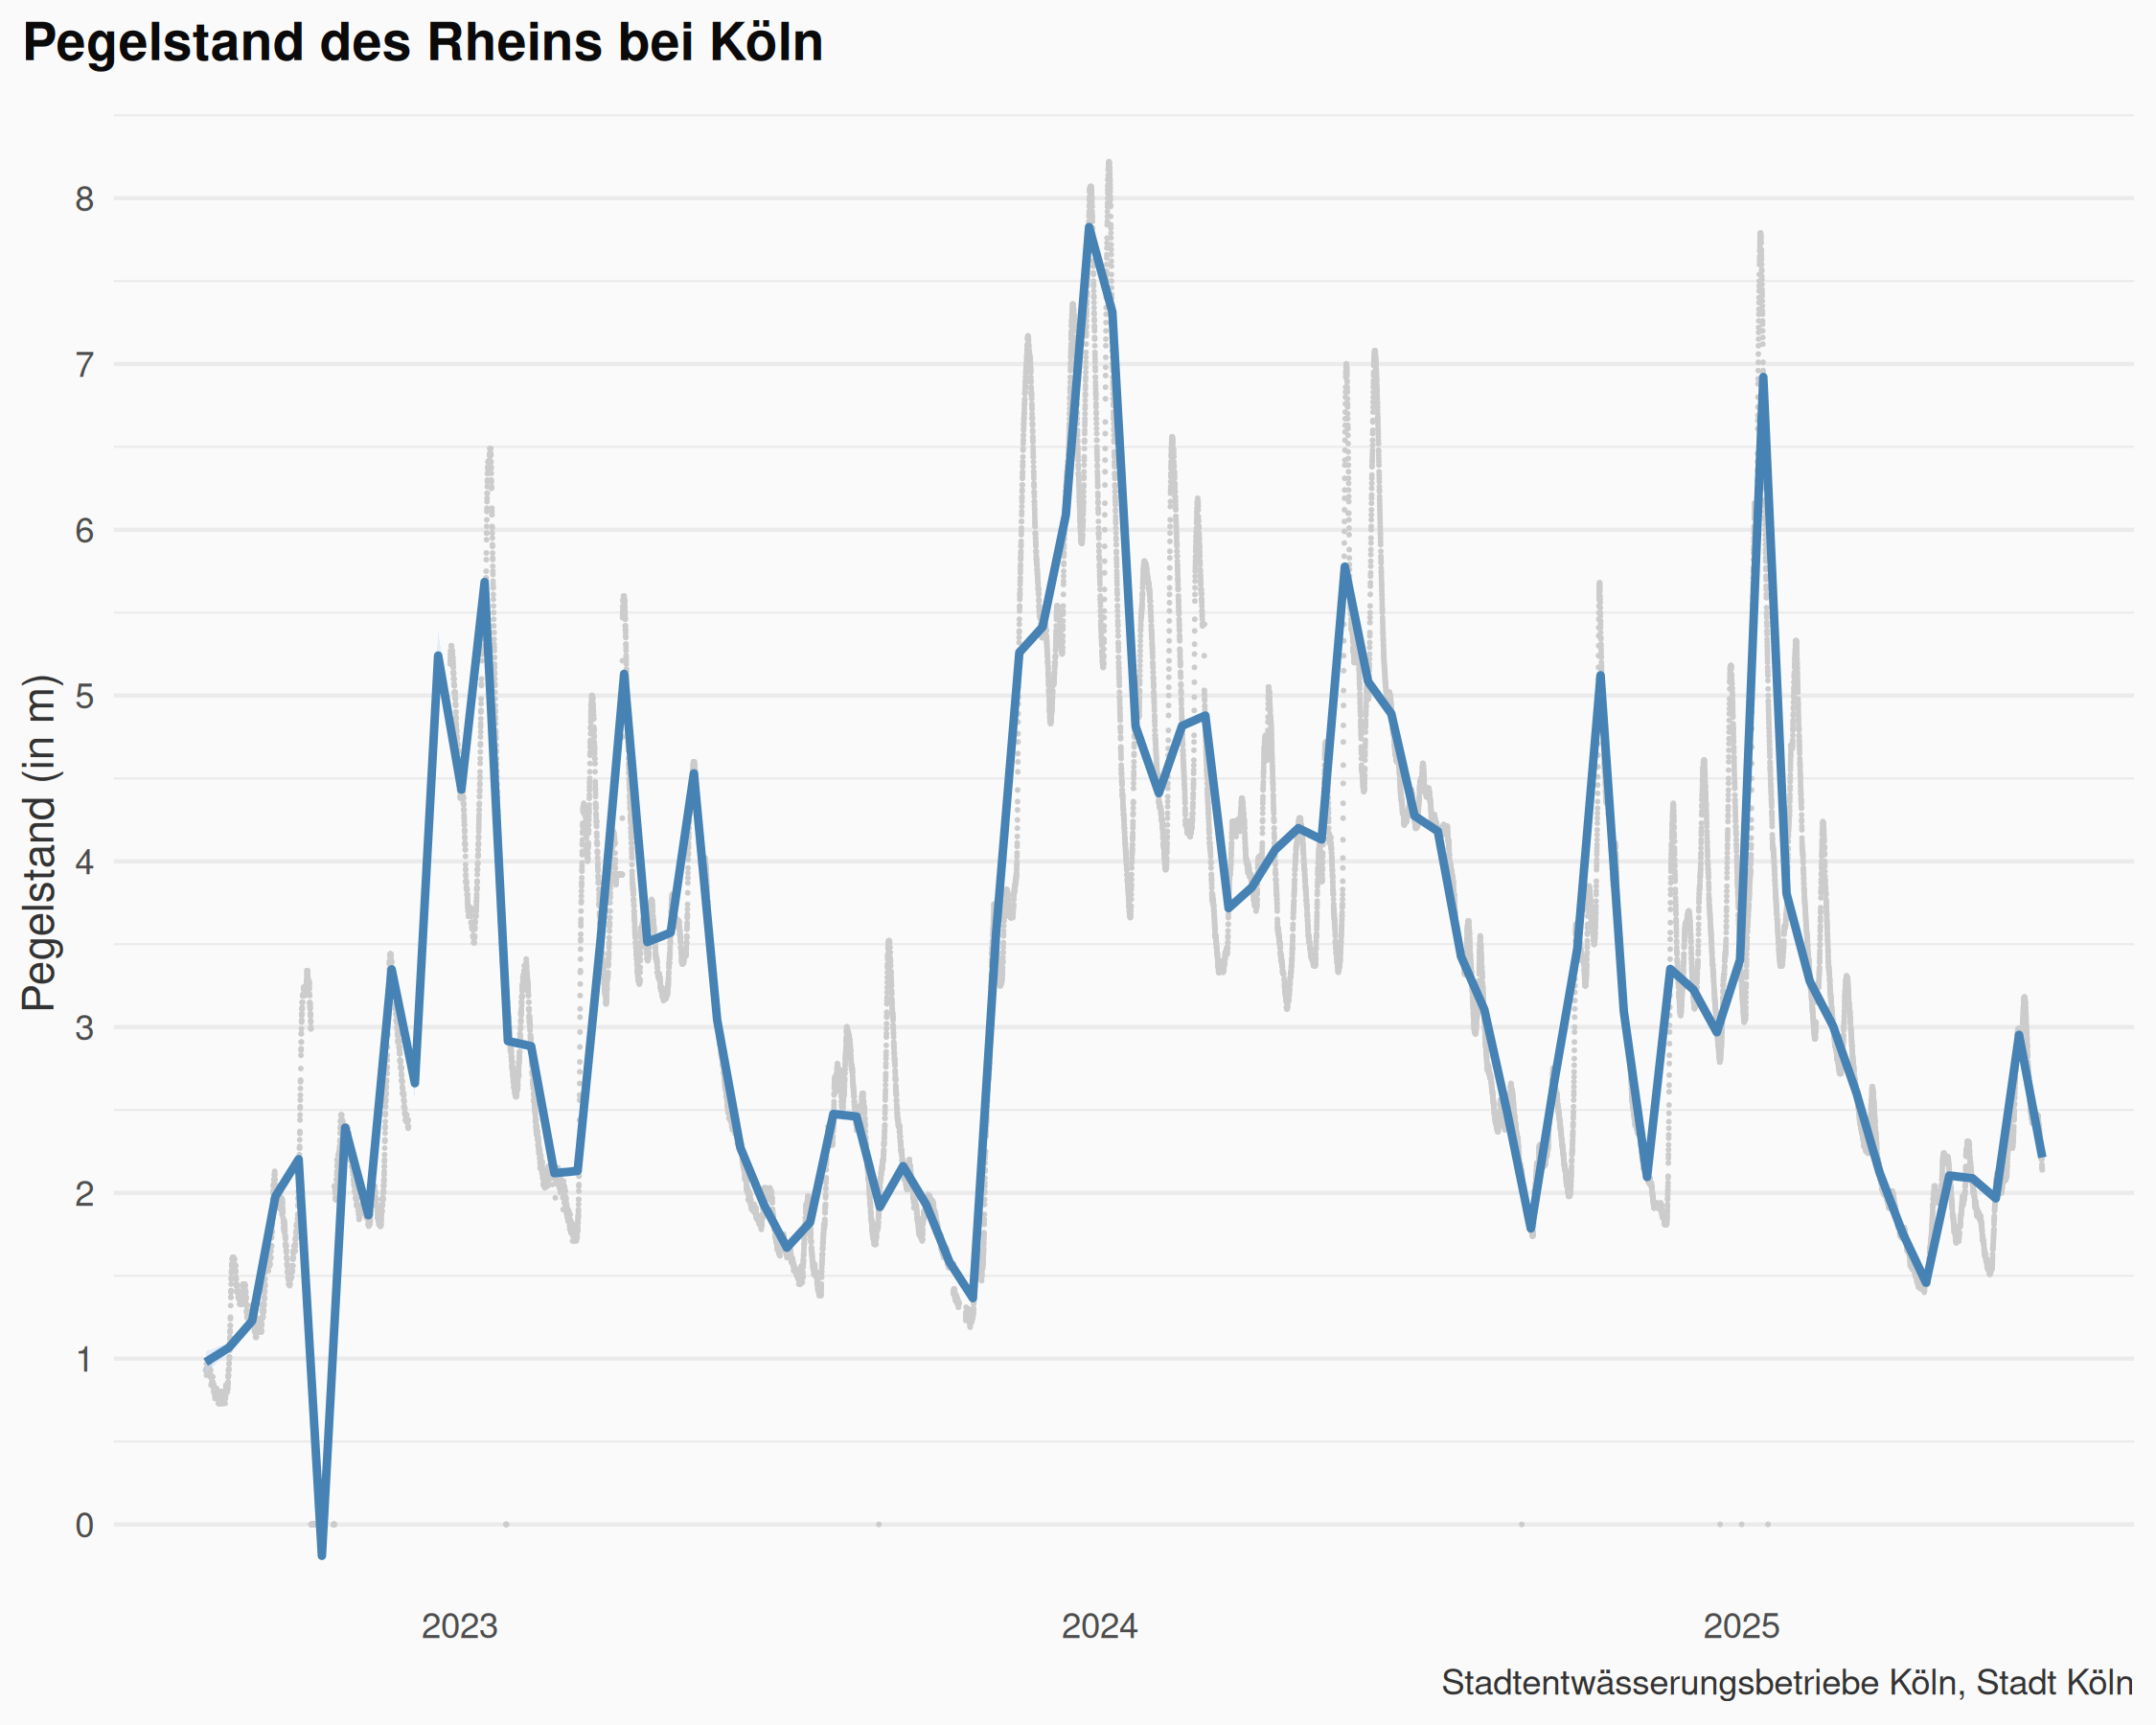 Pegelstand des Rheins bei Köln
Pegelstand (in m)
8
7
6
5
4
3
2
1
0
2023 2024 2025
Stadtentwässerungsbetriebe Köln, Stadt Köln